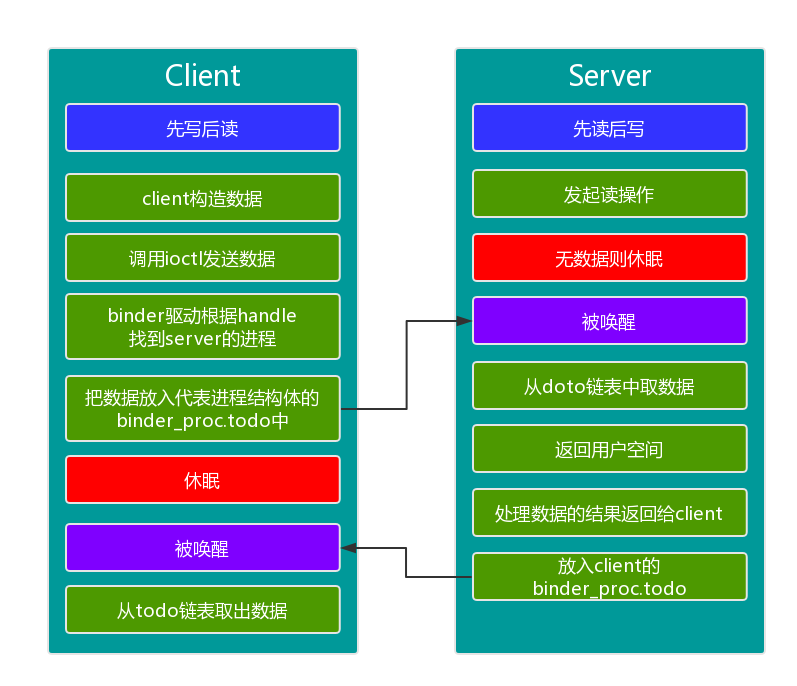 Client
先写后读
client构造数据
调用ioctl发送数据
binder驱动根据handle
找到server的进程
把数据放入代表进程结构体的
binder_proc.todo中
休眠
被唤醒
从todo链表取出数据
Server
先读后写
发起读操作
无数据则休眠
被唤醒
从doto链表中取数据
返回用户空间
处理数据的结果返回给client
放入client的
binder_proc.todo